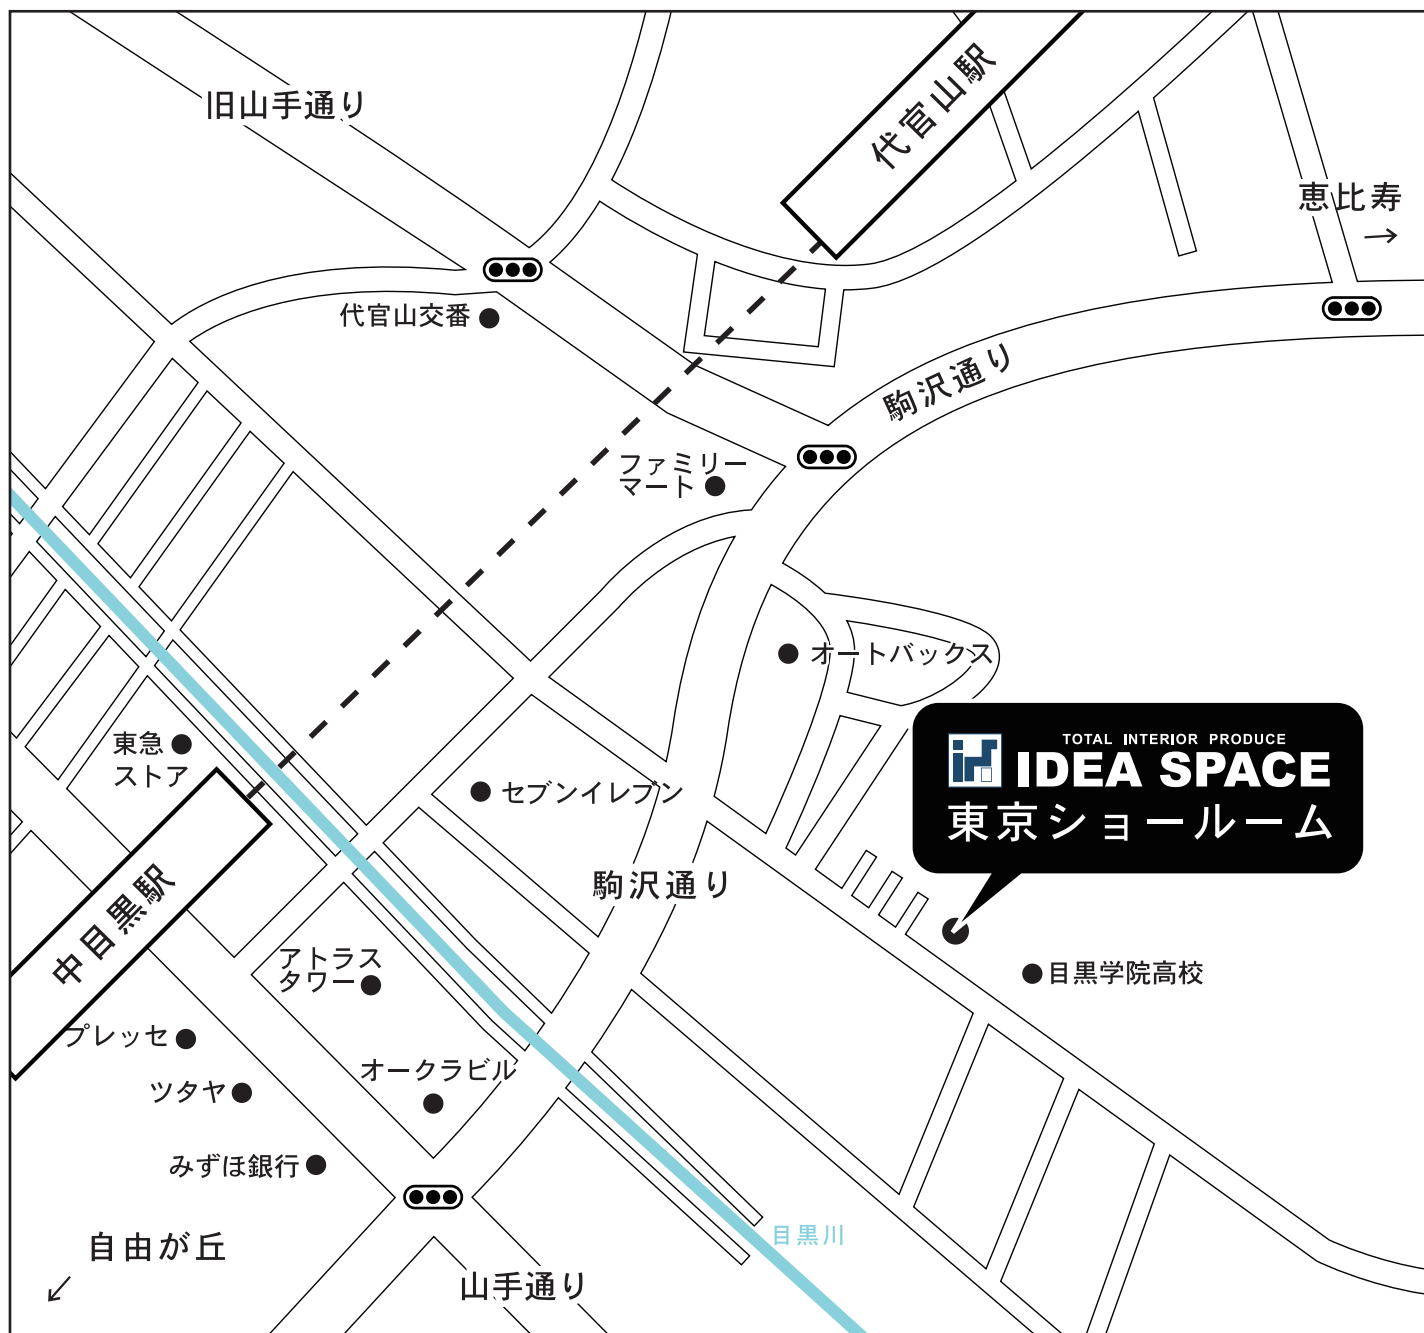 旧山手通り
代官山駅
恵比寿
→
代官山交番
駒沢通り
ファミリー
マート
オートバックス
東急
ストア
セブンイレブン
TOTAL INTERIOR PRODUCE
IDEA SPACE
東京ショールーム
駒沢通り
中目黒駅
アトラス
タワー
目黒学院高校
プレッセ
オークラビル
ツタヤ
みずほ銀行
目黒川
自由が丘
↙
山手通り